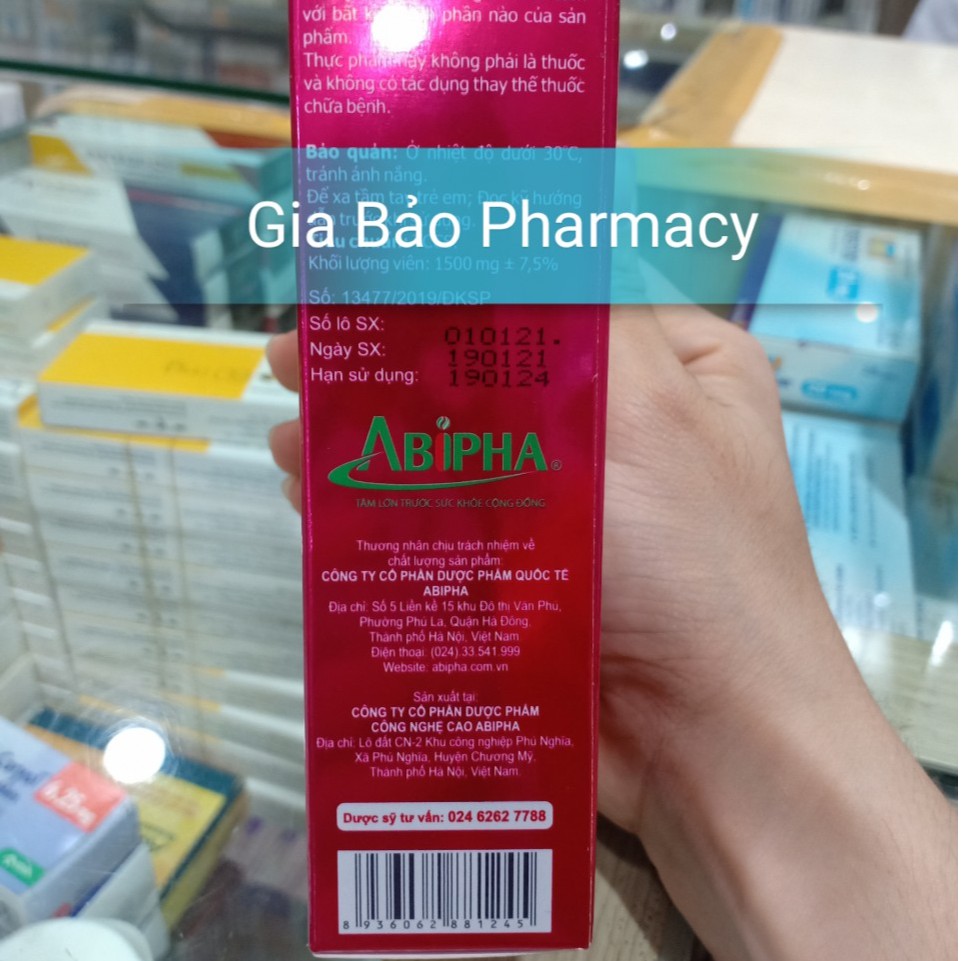 với bất phần nào của sản
phẩm.
Thực phẩm này không phải là thuốc
và không có tác dụng thay thế thuốc
chữa bệnh.
Bảo quản: Ở nhiệt độ dưới 30°C,
tránh ánh nắng.
Để xa tầm tay trẻ em; Đọc kỹ hướng
Gia Bảo Pharmacy
Khối lượng viên: 1500 mg ± 7,5%
Số: 13477/2019/ĐKSP
Số lô SX: 010121.
Ngày SX: 190121
Hạn sử dụng: 190124
ABIPHA®
TÂM LỚN TRƯỚC SỨC KHỎE CỘNG ĐỒNG
Thương nhân chịu trách nhiệm về
chất lượng sản phẩm:
CÔNG TY CỔ PHẦN DƯỢC PHẨM QUỐC TẾ
ABIPHA
Địa chỉ: Số 5 Liền kề 15 khu Đô thị Văn Phú,
Phường Phú La, Quận Hà Đông,
Thành phố Hà Nội, Việt Nam
Điện thoại: (024) 33.541.999
Website: abipha.com.vn
Sản xuất tại:
CÔNG TY CỔ PHẦN DƯỢC PHẨM
CÔNG NGHỆ CAO ABIPHA
Địa chỉ: Lô đất CN-2 Khu công nghiệp Phú Nghĩa,
Xã Phú Nghĩa, Huyện Chương Mỹ,
Thành phố Hà Nội, Việt Nam.
Dược sỹ tư vấn: 024 6262 7788
8 936062 881245
6,25mg